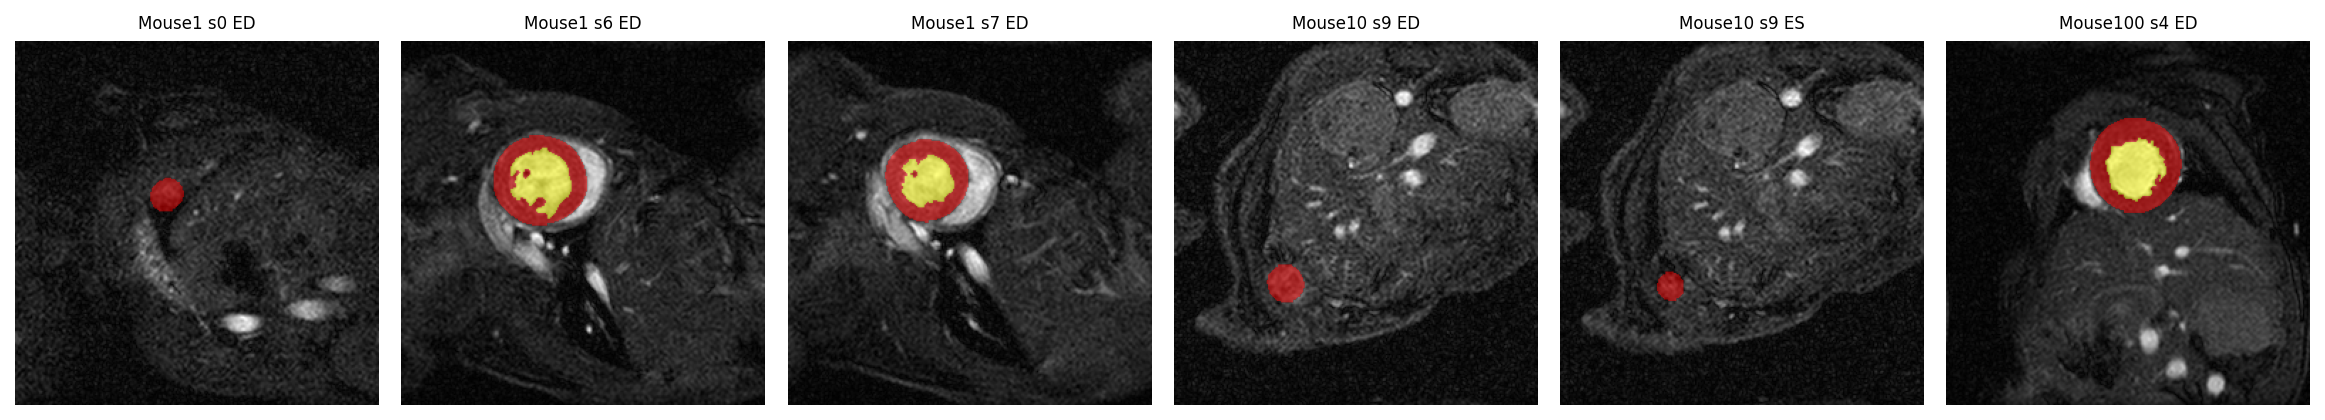 Mouse1 s0 ED
Mouse1 s6 ED
Mouse1 s7 ED
Mouse10 s9 ED
Mouse10 s9 ES
Mouse100 s4 ED